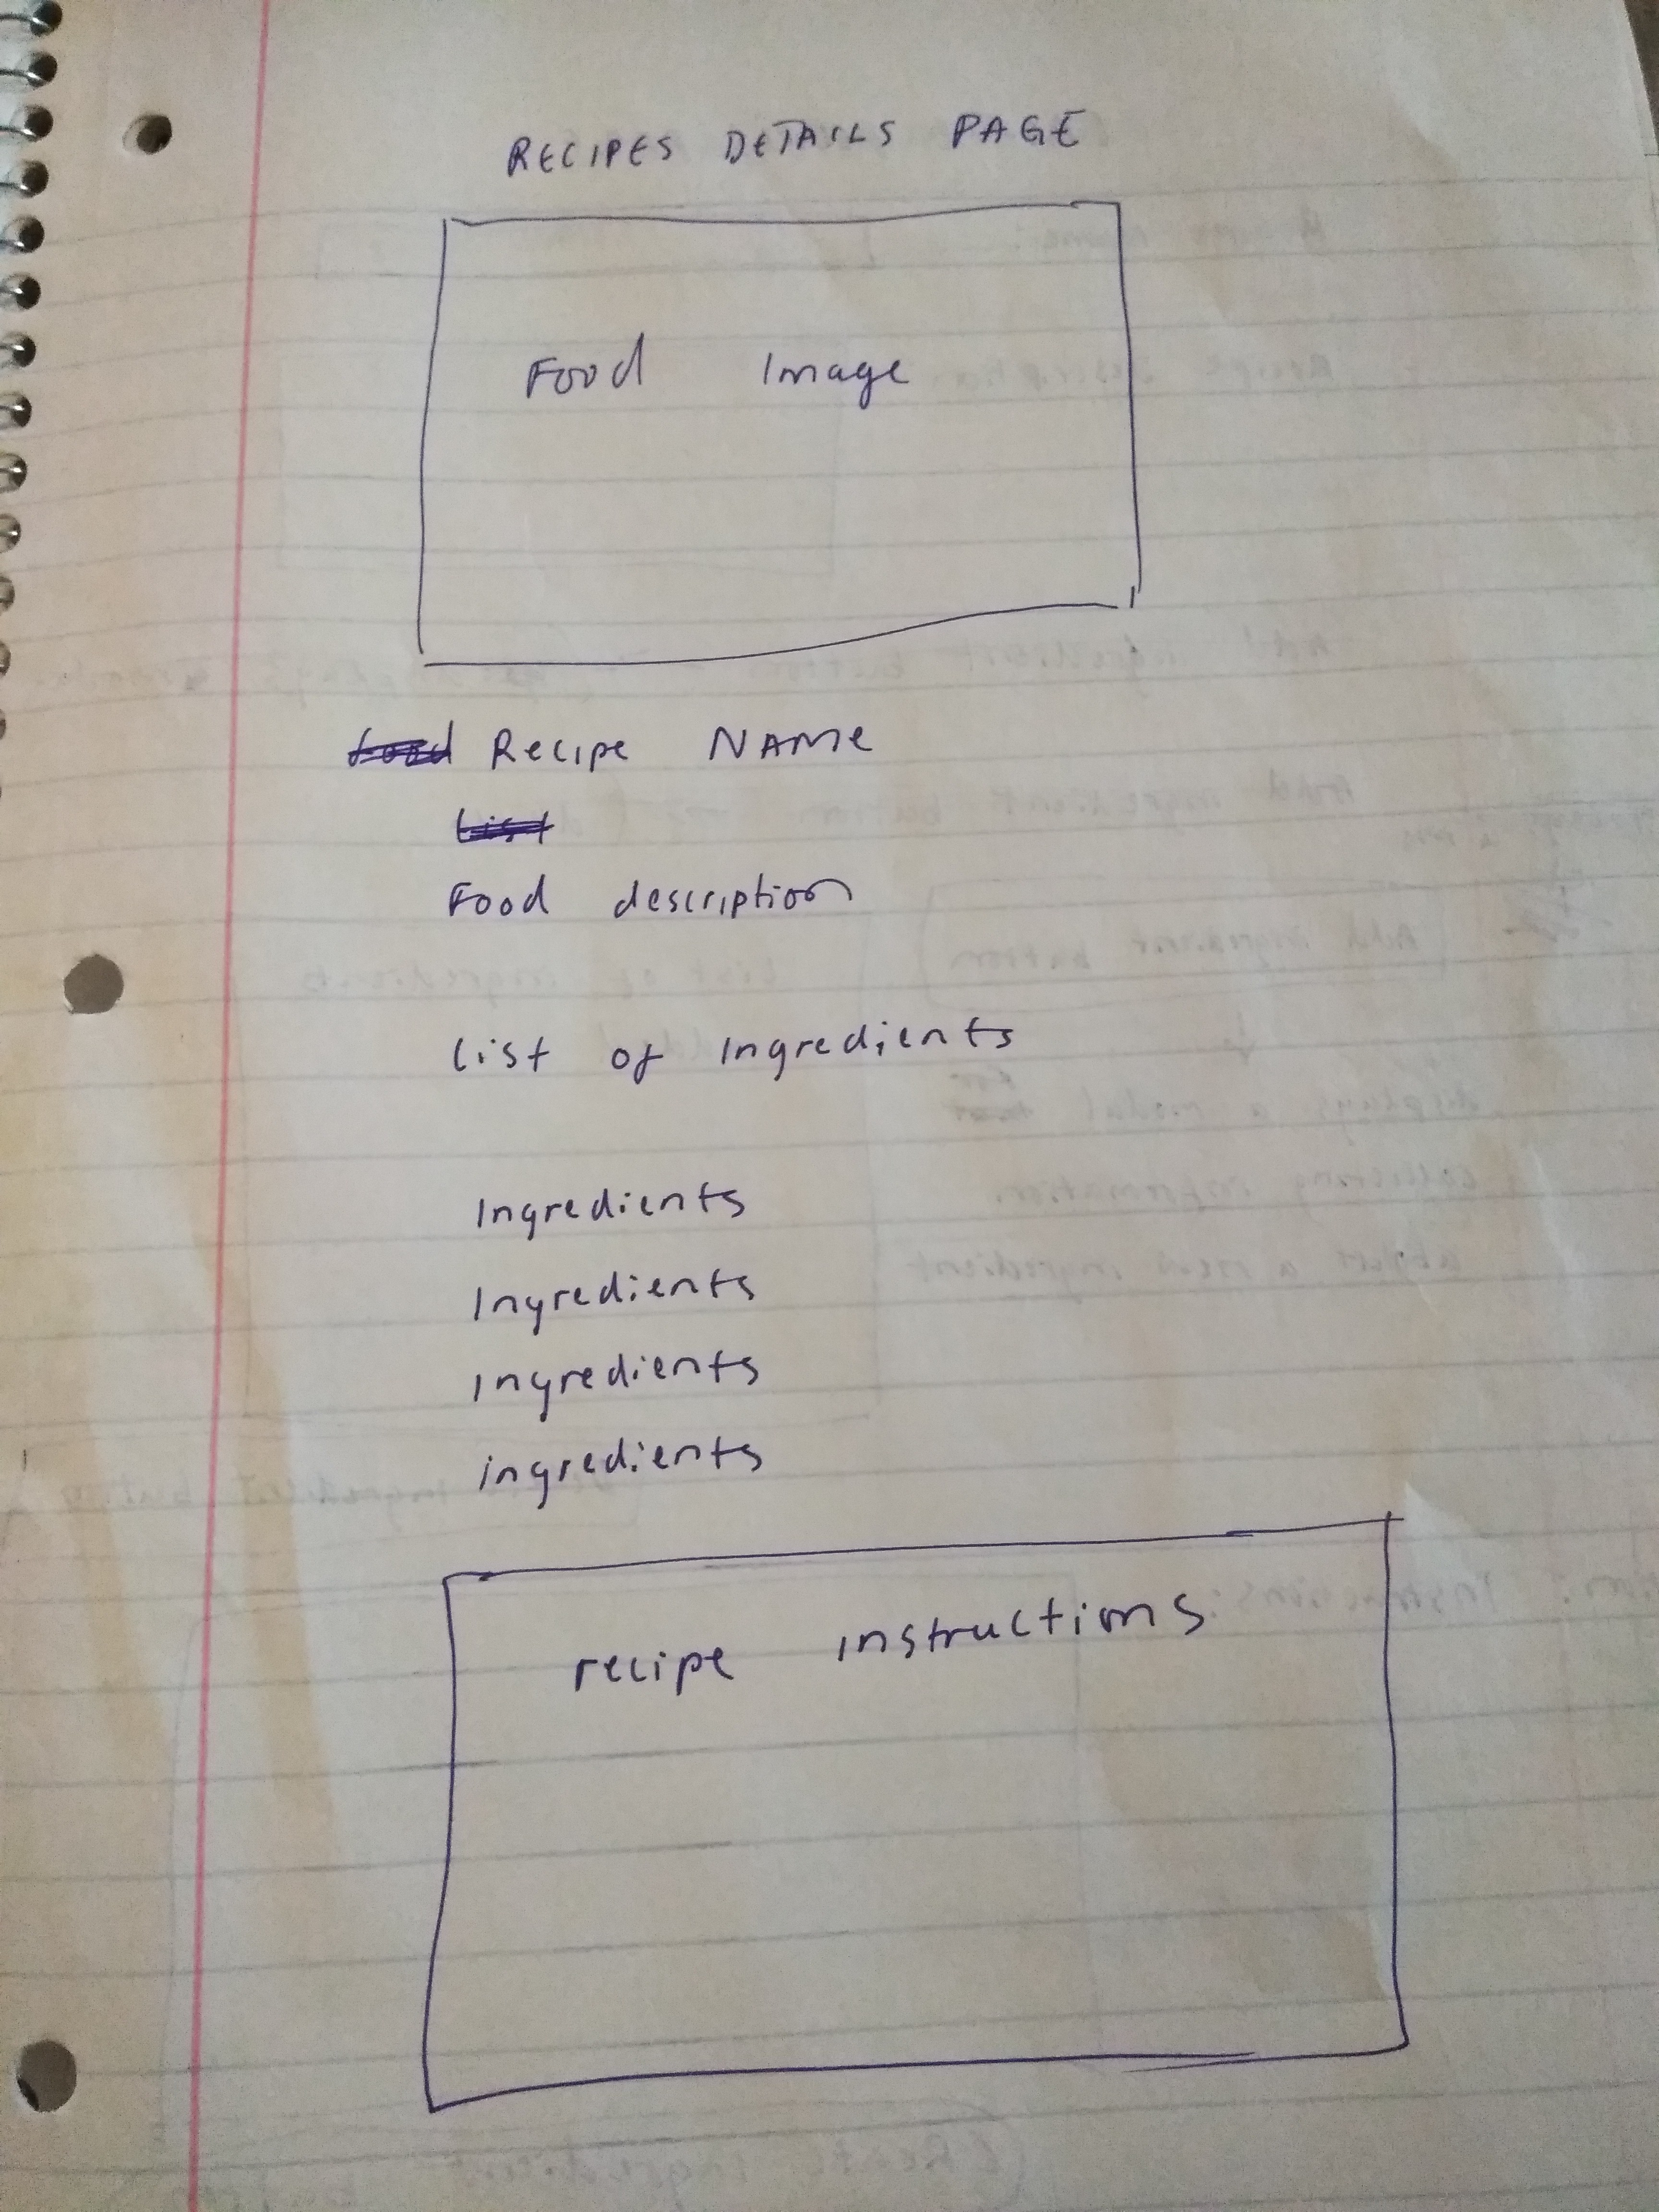 RECIPES DETAILS PAGE
Food Image
food Recipe NAME
List
Food description
List of Ingredients
Ingredients
Ingredients
Ingredients
ingredients
recipe instructions